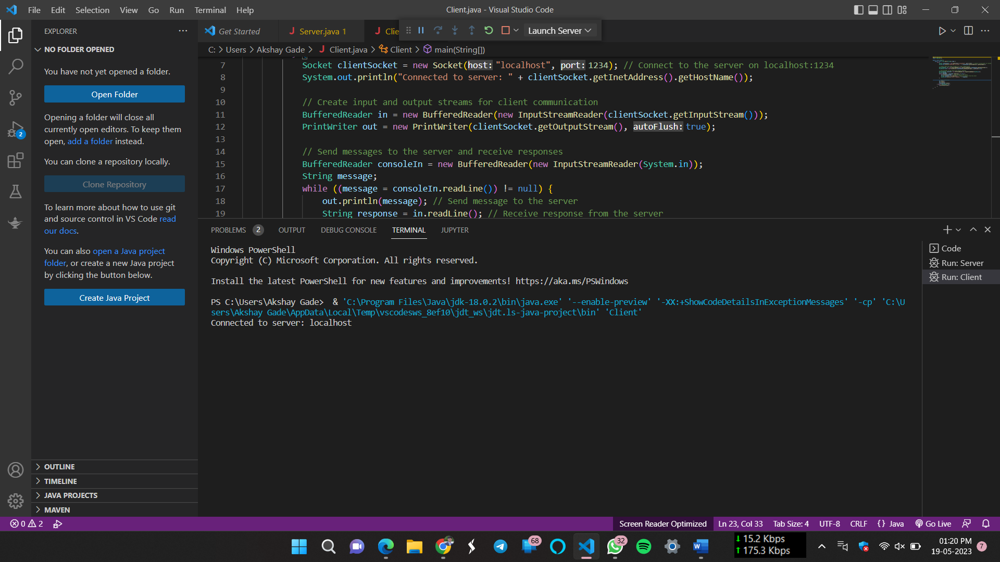 File Edit Selection View Go Run Terminal Help
Client.java - Visual Studio Code
EXPLORER
Get Started
Server.java 1
Clie
Launch Server
NO FOLDER OPENED
C: > Users > Akshay Gade > Client.java > Client > main(String[])
You have not yet opened a folder.
Open Folder
Opening a folder will close all
currently open editors. To keep them
open, add a folder instead.
You can clone a repository locally.
Clone Repository
To learn more about how to use git
and source control in VS Code read
our docs.
You can also open a Java project
folder, or create a new Java project
by clicking the button below.
Create Java Project
OUTLINE
TIMELINE
JAVA PROJECTS
MAVEN
7 Socket clientSocket = new Socket(host: "localhost", port: 1234); // Connect to the server on localhost:1234
8 System.out.println("Connected to server: " + clientSocket.getInetAddress().getHostName());
9
10 // Create input and output streams for client communication
11 BufferedReader in = new BufferedReader(new InputStreamReader(clientSocket.getInputStream()));
12 PrintWriter out = new PrintWriter(clientSocket.getOutputStream(), autoFlush: true);
13
14 // Send messages to the server and receive responses
15 BufferedReader consoleIn = new BufferedReader(new InputStreamReader(System.in));
16 String message;
17 while ((message = consoleIn.readLine()) != null) {
18 out.println(message); // Send message to the server
19 String response = in.readLine(); // Receive response from the server
PROBLEMS 2 OUTPUT DEBUG CONSOLE TERMINAL JUPYTER
Windows PowerShell
Copyright (C) Microsoft Corporation. All rights reserved.
Install the latest PowerShell for new features and improvements! https://aka.ms/PSWindows
PS C:\Users\Akshay Gade>  & 'C:\Program Files\Java\jdk-18.0.2\bin\java.exe' '--enable-preview' '-XX:+ShowCodeDetailsInExceptionMessages' '-cp' 'C:\U
sers\Akshay Gade\AppData\Local\Temp\vscodesws_8ef10\jdt_ws\jdt.ls-java-project\bin' 'Client'
Connected to server: localhost
Code
Run: Server
Run: Client
2
0 2
Screen Reader Optimized Ln 23, Col 33 Tab Size: 4 UTF-8 CRLF {} Java Go Live
68
32
15.2 Kbps
175.3 Kbps
01:20 PM
19-05-2023
7